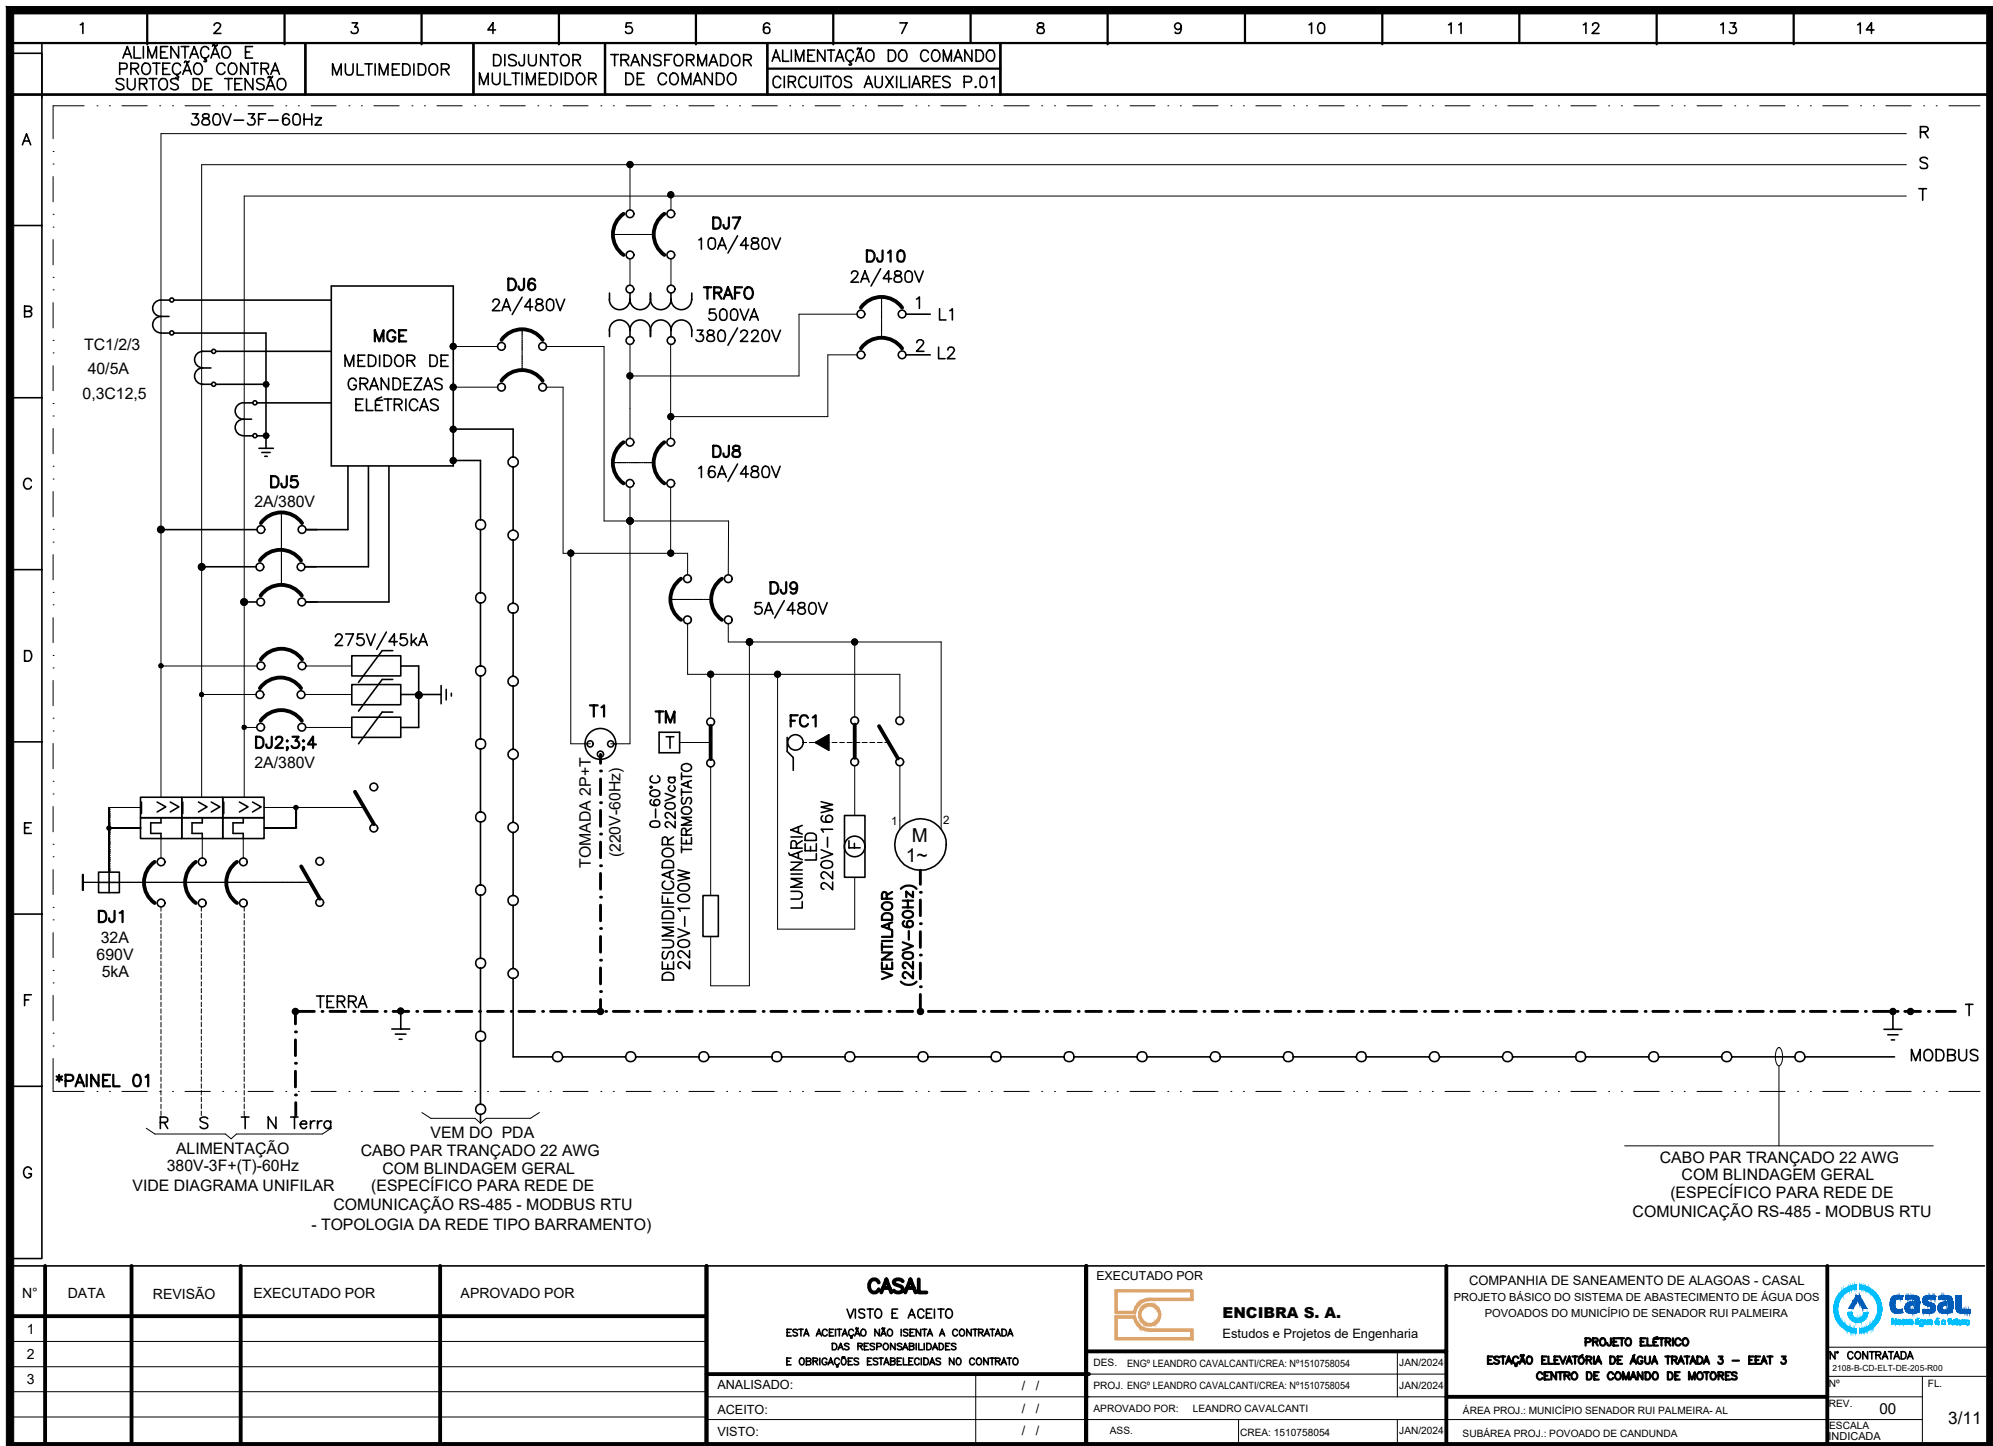 1 2 3 4 5 6 7 8 9 10 11 12 13 14
ALIMENTAÇÃO E
PROTEÇÃO CONTRA
SURTOS DE TENSÃO
MULTIMEDIDOR
DISJUNTOR
MULTIMEDIDOR
TRANSFORMADOR
DE COMANDO
ALIMENTAÇÃO DO COMANDO
CIRCUITOS AUXILIARES P.01
A
B
C
D
E
F
G
380V-3F-60Hz
R
S
T
DJ7
10A/480V
DJ10
2A/480V
1
L1
2
L2
DJ6
2A/480V
TRAFO
500VA
380/220V
MGE
MEDIDOR DE
GRANDEZAS
ELÉTRICAS
TC1/2/3
40/5A
0,3C12,5
DJ8
16A/480V
DJ5
2A/380V
DJ9
5A/480V
275V/45kA
DJ2;3;4
2A/380V
T1
TOMADA 2P+T
(220V-60Hz)
TM
T
0-60°C
DESUMIDIFICADOR 220Vca
220V-100W TERMOSTATO
FC1
LUMINÁRIA
LED
220V-16W
F
1
2
M
1~
VENTILADOR
(220V-60Hz)
>> >> >>
DJ1
32A
690V
5kA
TERRA
T
MODBUS
*PAINEL 01
R S T N Terra
ALIMENTAÇÃO
380V-3F+(T)-60Hz
VIDE DIAGRAMA UNIFILAR
VEM DO PDA
CABO PAR TRANÇADO 22 AWG
COM BLINDAGEM GERAL
(ESPECÍFICO PARA REDE DE
COMUNICAÇÃO RS-485 - MODBUS RTU
- TOPOLOGIA DA REDE TIPO BARRAMENTO)
CABO PAR TRANÇADO 22 AWG
COM BLINDAGEM GERAL
(ESPECÍFICO PARA REDE DE
COMUNICAÇÃO RS-485 - MODBUS RTU
N° DATA REVISÃO EXECUTADO POR APROVADO POR
1
2
3
CASAL
VISTO E ACEITO
ESTA ACEITAÇÃO NÃO ISENTA A CONTRATADA
DAS RESPONSABILIDADES
E OBRIGAÇÕES ESTABELECIDAS NO CONTRATO
ANALISADO: / /
ACEITO: / /
VISTO: / /
EXECUTADO POR
ENCIBRA S. A.
Estudos e Projetos de Engenharia
DES. ENGº LEANDRO CAVALCANTI/CREA: Nº1510758054 JAN/2024
PROJ. ENGº LEANDRO CAVALCANTI/CREA: Nº1510758054 JAN/2024
APROVADO POR: LEANDRO CAVALCANTI
ASS. CREA: 1510758054 JAN/2024
COMPANHIA DE SANEAMENTO DE ALAGOAS - CASAL
PROJETO BÁSICO DO SISTEMA DE ABASTECIMENTO DE ÁGUA DOS
POVOADOS DO MUNICÍPIO DE SENADOR RUI PALMEIRA
PROJETO ELÉTRICO
ESTAÇÃO ELEVATÓRIA DE ÁGUA TRATADA 3 - EEAT 3
CENTRO DE COMANDO DE MOTORES
ÁREA PROJ.: MUNICÍPIO SENADOR RUI PALMEIRA- AL
SUBÁREA PROJ.: POVOADO DE CANDUNDA
casal
Nossa água é o futuro
N° CONTRATADA
2108-B-CD-ELT-DE-205-R00
Nº
FL.
REV. 00
3/11
ESCALA
INDICADA